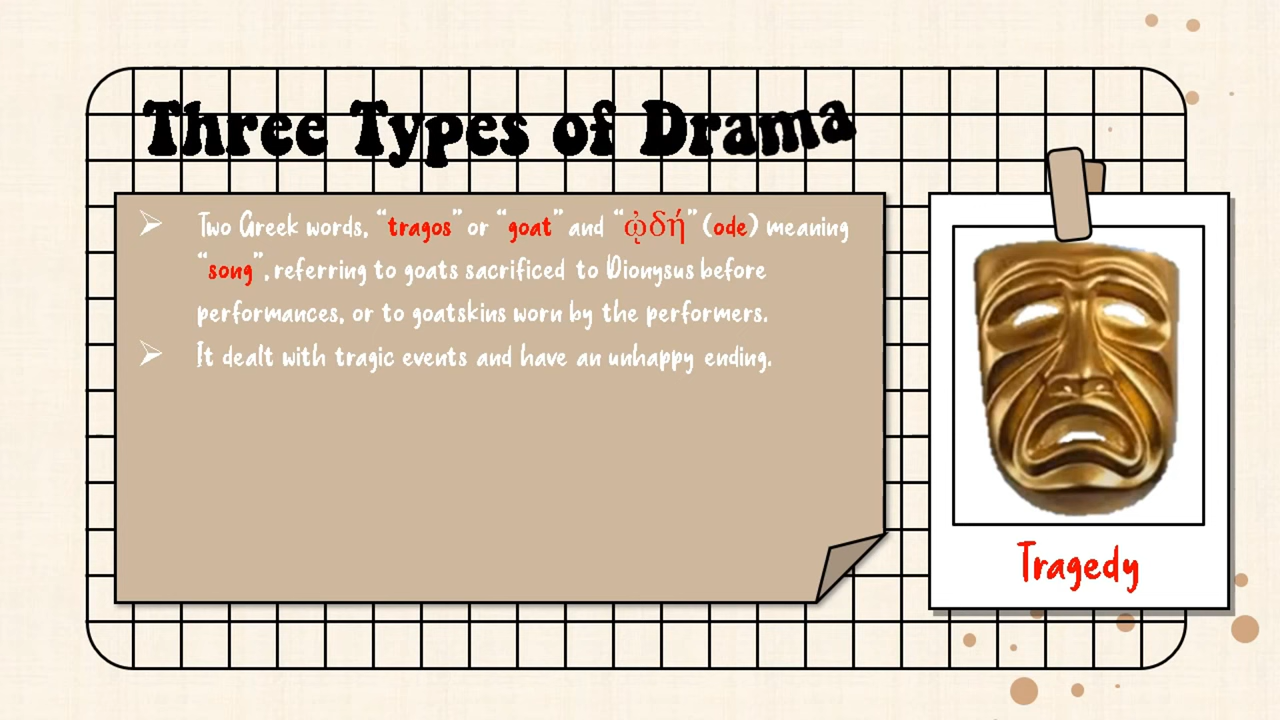 Three Types of Drama
➢ Two Greek words, “tragos” or “goat” and “ᾠδή” (ode) meaning
“song”, referring to goats sacrificed to Dionysus before
performances, or to goatskins worn by the performers.
➢ It dealt with tragic events and have an unhappy ending.
Tragedy